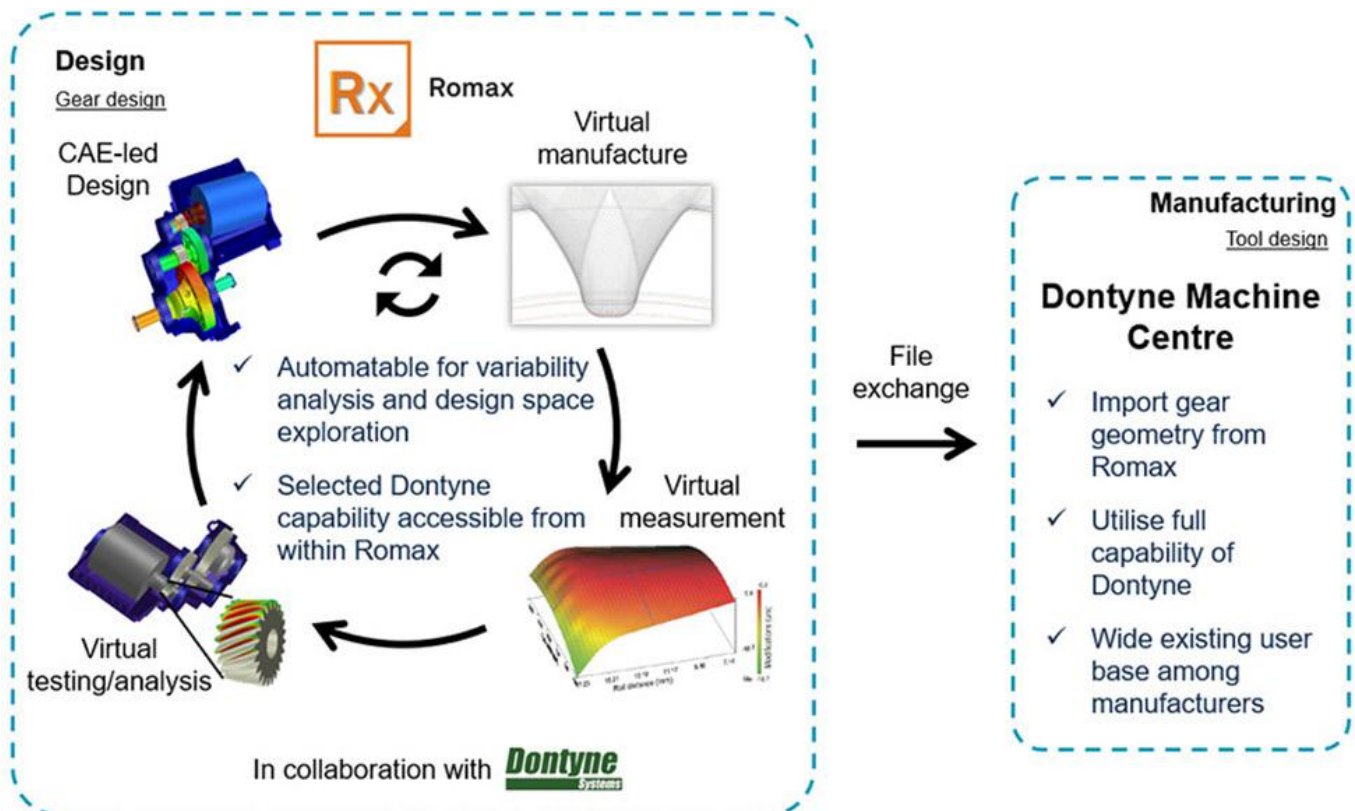 Design
Gear design
Rx
Romax
CAE-led
Design
Virtual
manufacture
✓ Automatable for variability
analysis and design space
exploration
✓ Selected Dontyne
capability accessible from
within Romax
Virtual
measurement
Roll distance (mm)
Virtual
testing/analysis
In collaboration with Dontyne
Systems
File
exchange
Manufacturing
Tool design
Dontyne Machine
Centre
✓ Import gear
geometry from
Romax
✓ Utilise full
capability of
Dontyne
✓ Wide existing user
base among
manufacturers